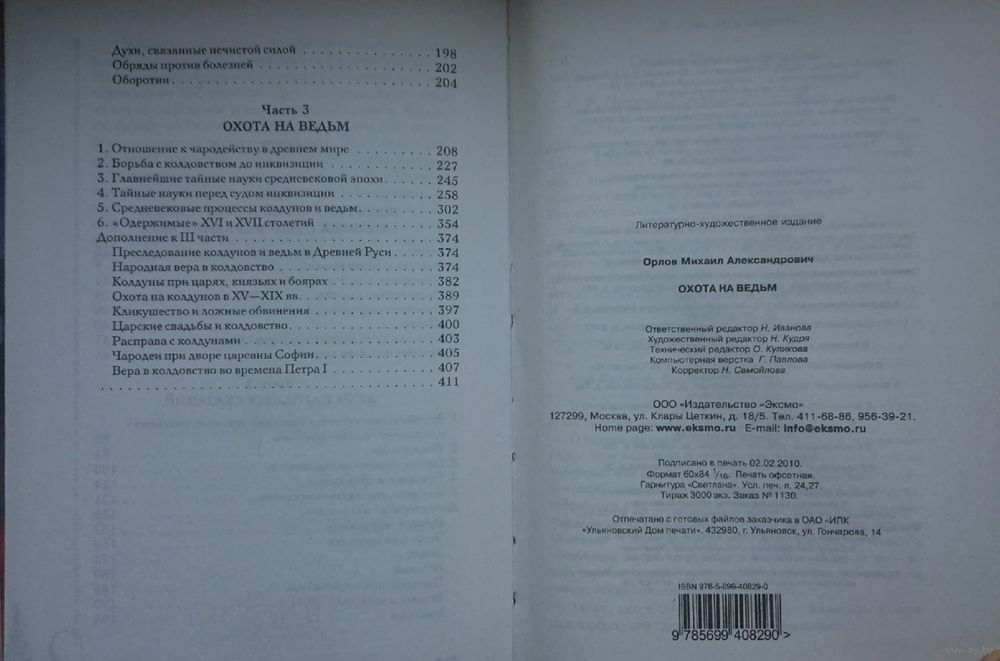 Духи, связанные нечистой силой . . . . . . . . . . . . . 198
Обряды против болезней . . . . . . . . . . . . . . . . . 202
Оборотни . . . . . . . . . . . . . . . . . . . . . . . . . 204
Часть 3
ОХОТА НА ВЕДЬМ
1. Отношение к чародейству в древнем мире . . . . . . . 208
2. Борьба с колдовством до инквизиции . . . . . . . . . 227
3. Главнейшие тайные науки средневековой эпохи . . . . 245
4. Тайные науки перед судом инквизиции . . . . . . . . 258
5. Средневековые процессы колдунов и ведьм . . . . . . 302
6. «Одержимые» XVI и XVII столетий . . . . . . . . . . 354
Дополнение к III части . . . . . . . . . . . . . . . . . 374
Преследование колдунов и ведьм в Древней Руси . . . . 374
Народная вера в колдовство . . . . . . . . . . . . . . 374
Колдуны при царях, князьях и боярах . . . . . . . . . 382
Охота на колдунов в XV—XIX вв. . . . . . . . . . . . . 389
Кликушество и ложные обвинения . . . . . . . . . . . 397
Царские свадьбы и колдовство . . . . . . . . . . . . . 400
Расправа с колдунами . . . . . . . . . . . . . . . . . 403
Чародеи при дворе царевны Софии . . . . . . . . . . . 405
Вера в колдовство во времена Петра I . . . . . . . . . 407
. . . . . . . . . . . . . . . . . . . . . . . . . . . . 411
Литературно-художественное издание
Орлов Михаил Александрович
ОХОТА НА ВЕДЬМ
Ответственный редактор Н. Иванова
Художественный редактор Н. Кудря
Технический редактор О. Куликова
Компьютерная верстка Г. Павлова
Корректор Н. Самойлова
ООО «Издательство «Эксмо»
127299, Москва, ул. Клары Цеткин, д. 18/5. Тел. 411-68-86, 956-39-21.
Home page: www.eksmo.ru E-mail: info@eksmo.ru
Подписано в печать 02.02.2010.
Формат 60x84 1/16. Печать офсетная.
Гарнитура «Светлана». Усл. печ. л. 24,27.
Тираж 3000 экз. Заказ № 1130.
Отпечатано с готовых файлов заказчика в ОАО «ИПК
«Ульяновский Дом печати». 432980, г. Ульяновск, ул. Гончарова, 14
ISBN 978-5-699-40829-0
9 785699 408290 >
www.ay.by